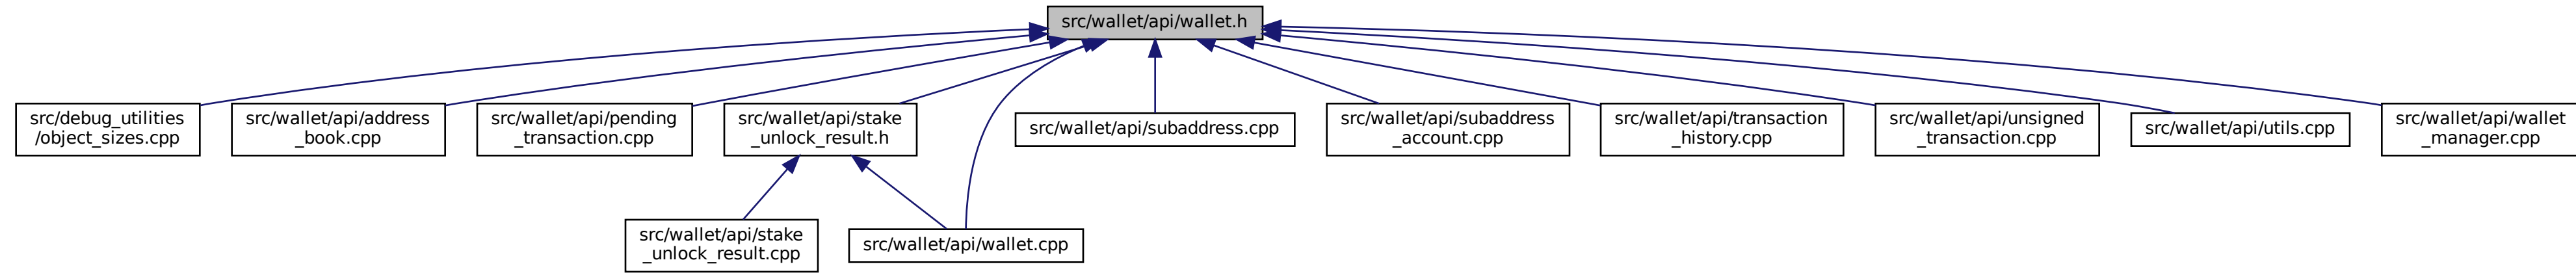 src/wallet/api/wallet.h
src/debug_utilities
/object_sizes.cpp
src/wallet/api/address
_book.cpp
src/wallet/api/pending
_transaction.cpp
src/wallet/api/stake
_unlock_result.h
src/wallet/api/subaddress.cpp
src/wallet/api/subaddress
_account.cpp
src/wallet/api/transaction
_history.cpp
src/wallet/api/unsigned
_transaction.cpp
src/wallet/api/utils.cpp
src/wallet/api/wallet
_manager.cpp
src/wallet/api/stake
_unlock_result.cpp
src/wallet/api/wallet.cpp